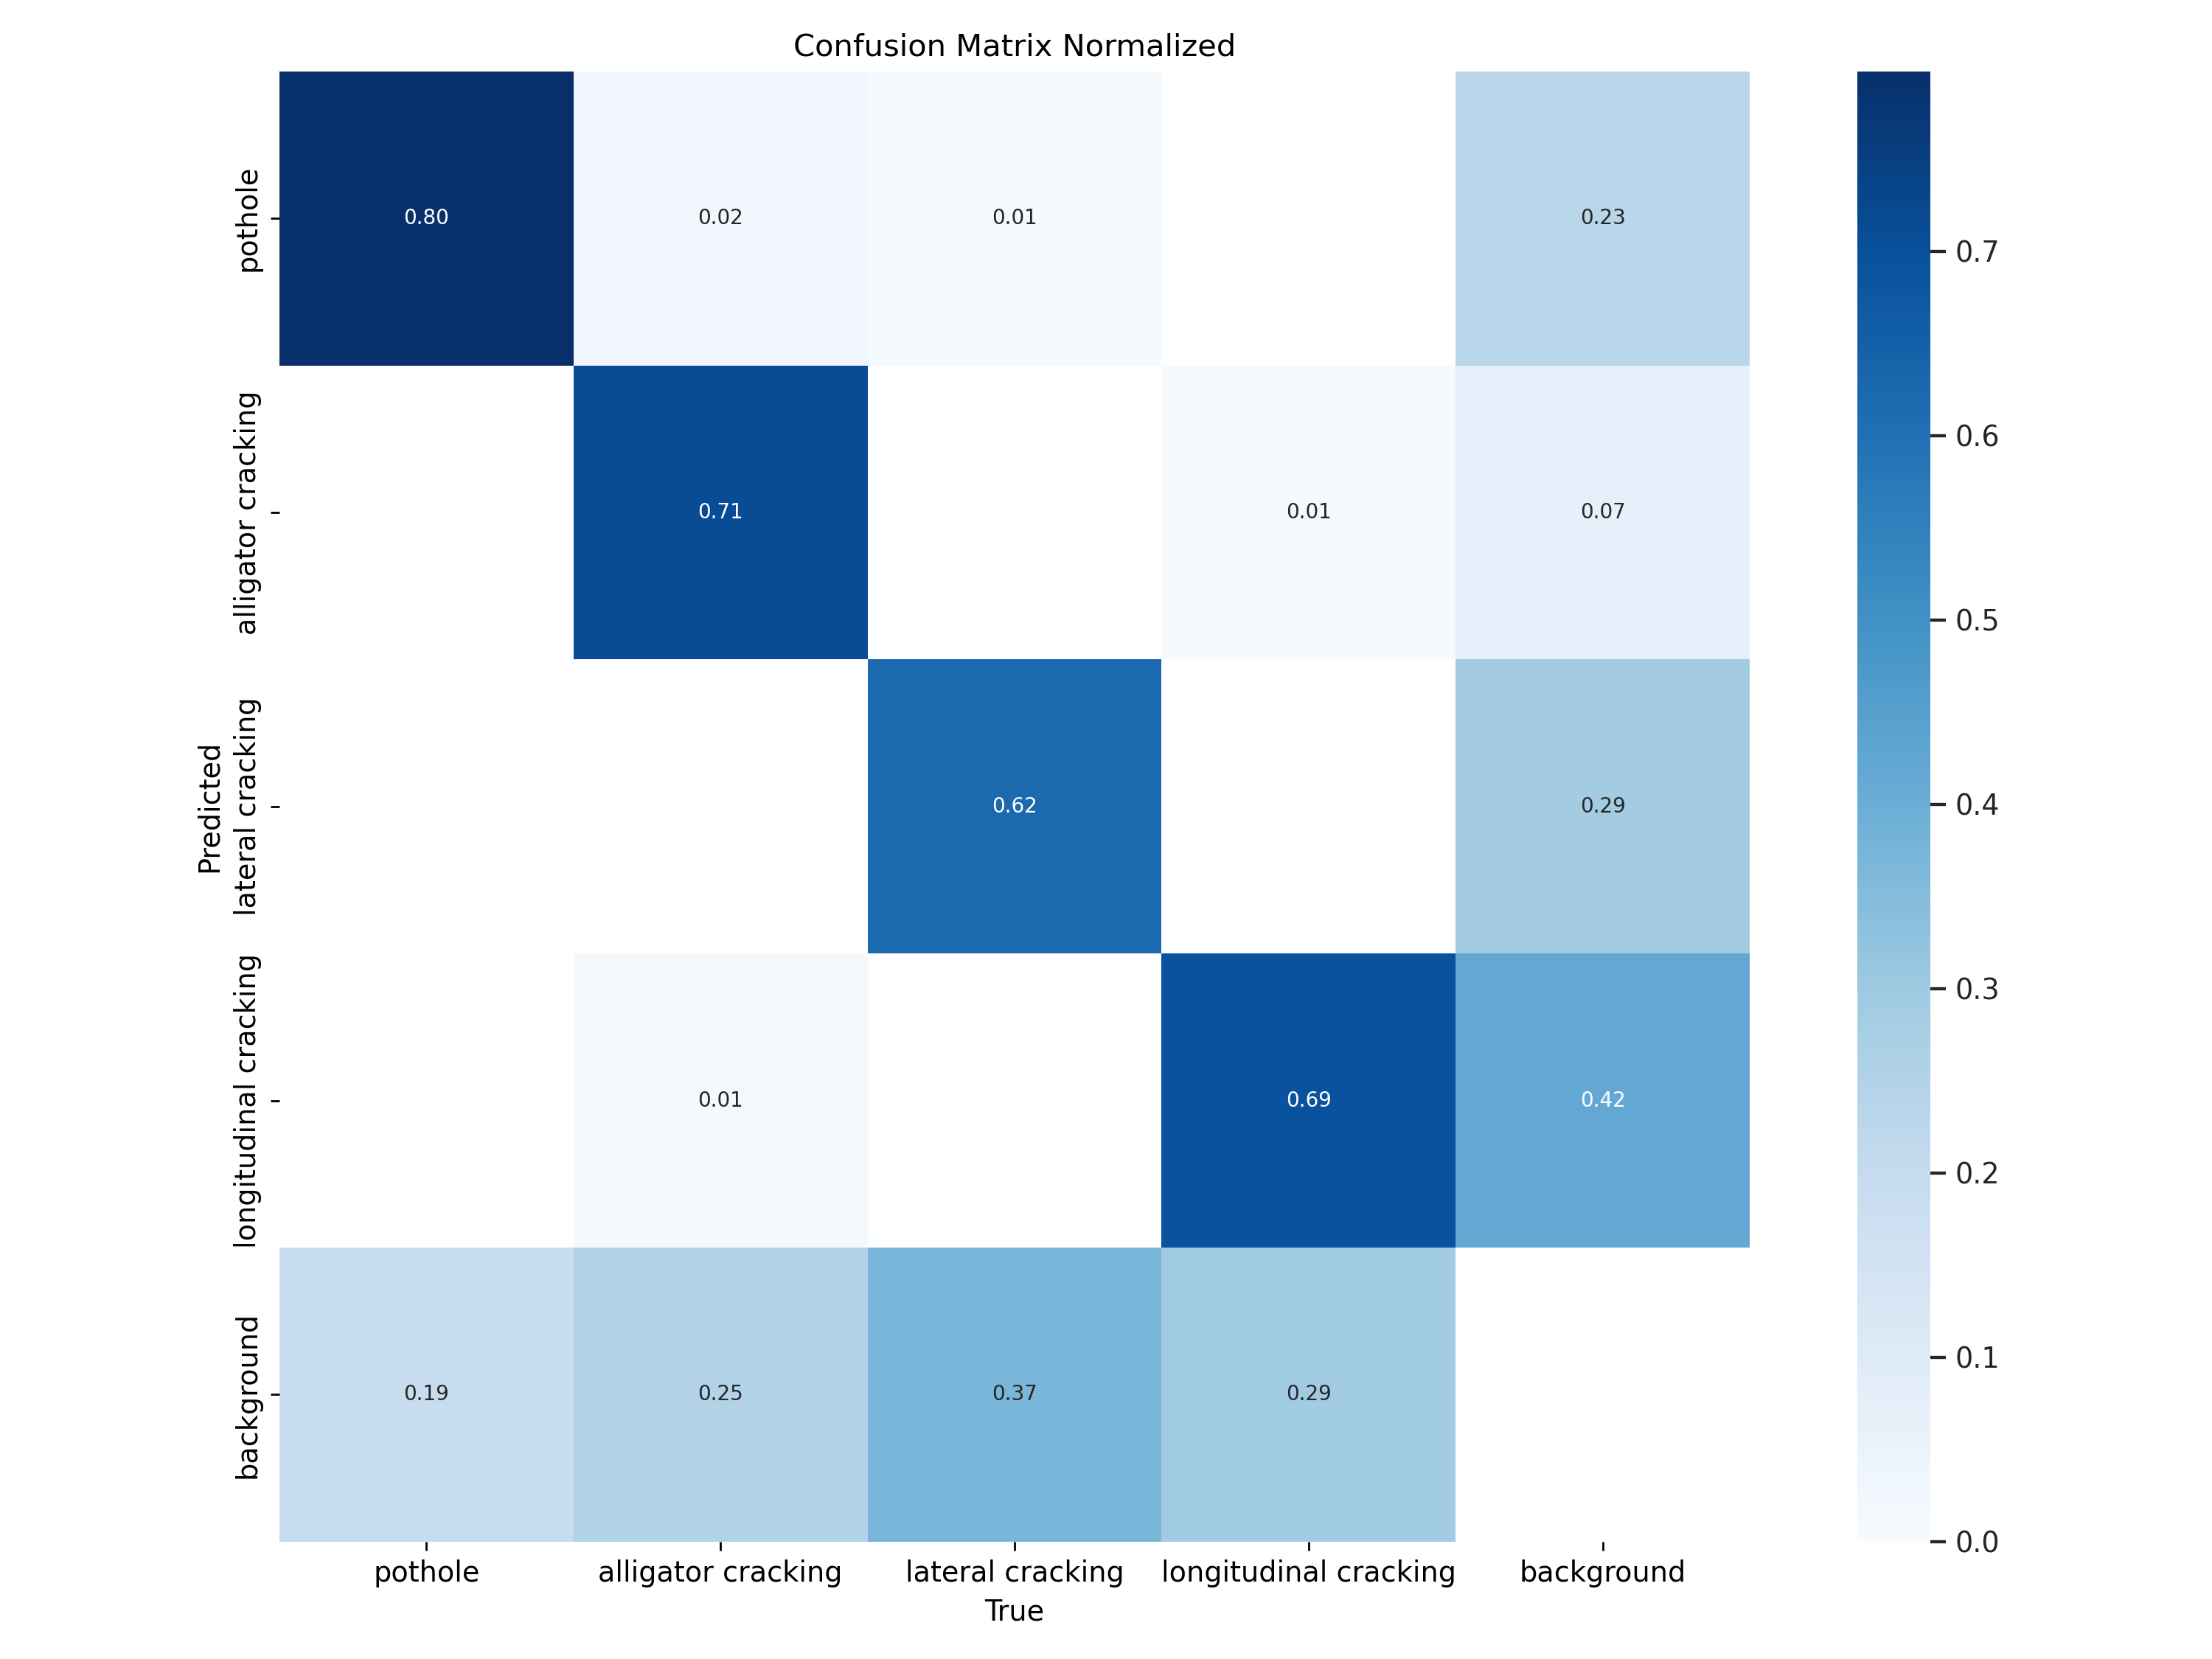 Confusion Matrix Normalized
Predicted
pothole
0.80
0.02
0.01
0.23
alligator cracking
0.71
0.01
0.07
lateral cracking
0.62
0.29
longitudinal cracking
0.01
0.69
0.42
background
0.19
0.25
0.37
0.29
pothole
alligator cracking
lateral cracking
longitudinal cracking
background
True
0.7
0.6
0.5
0.4
0.3
0.2
0.1
0.0